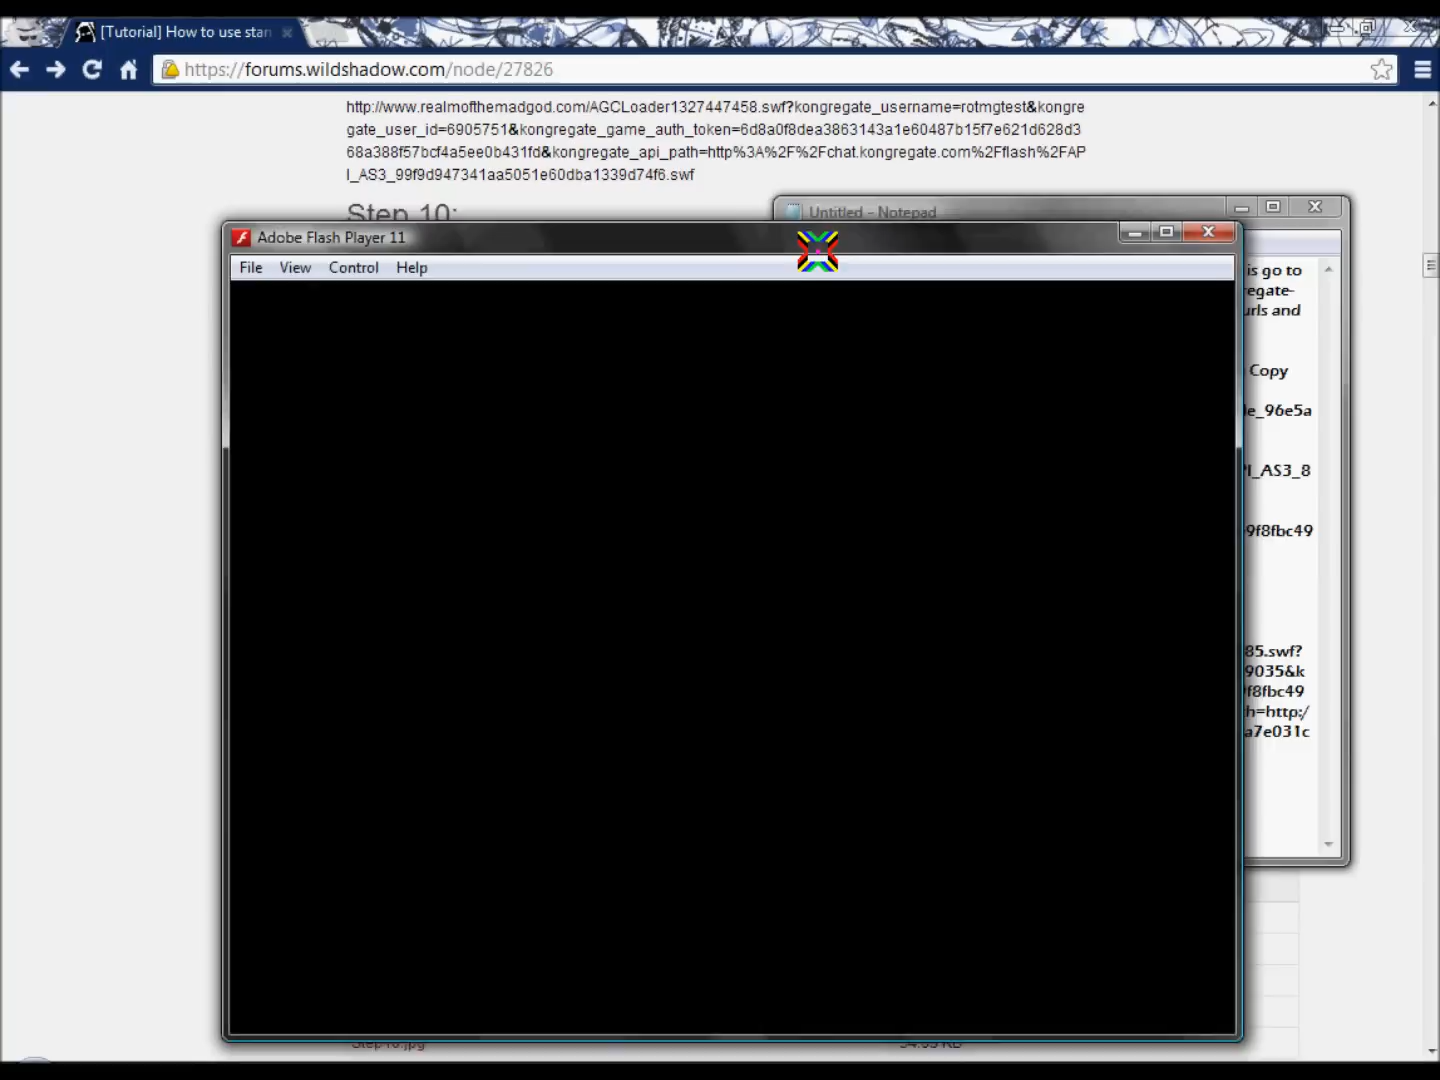 [Tutorial] How to use stan
https://forums.wildshadow.com/node/27826
http://www.realmofthemadgod.com/AGCLoader1327447458.swf?kongregate_username=rotmgtest&kongre
gate_user_id=6905751&kongregate_game_auth_token=6d8a0f8dea3863143a1e60487b15f7e621d628d3
68a388f57bcf4a5ee0b431fd&kongregate_api_path=http%3A%2F%2Fchat.kongregate.com%2Fflash%2FAP
I_AS3_99f9d947341aa5051e60dba1339d74f6.swf
Step 10:
Untitled - Notepad
Adobe Flash Player 11
File View Control Help
is go to
egate-
urls and
Copy
le_96e5a
I_AS3_8
9f8fbc49
85.swf?
9035&k
f8fbc49
h=http:/
a7e031c